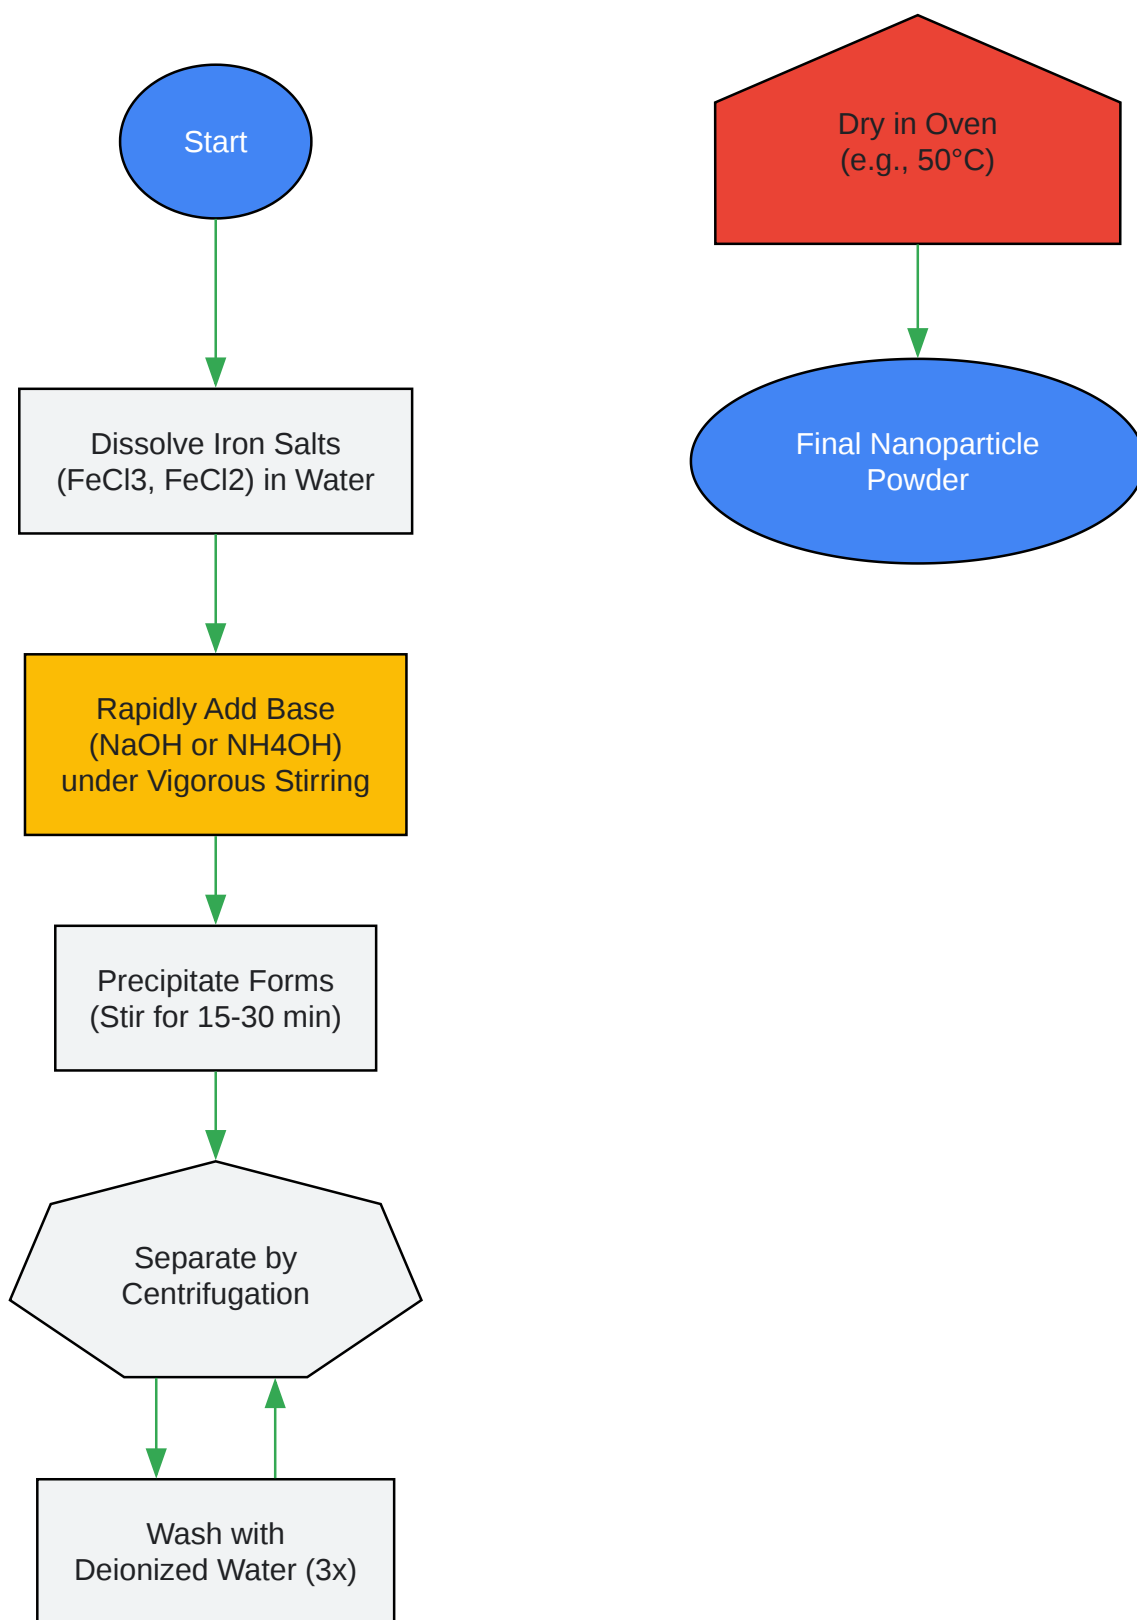 Start
Dissolve Iron Salts
(FeCl3, FeCl2) in Water
Rapidly Add Base
(NaOH or NH4OH)
under Vigorous Stirring
Precipitate Forms
(Stir for 15-30 min)
Separate by
Centrifugation
Wash with
Deionized Water (3x)
Dry in Oven
(e.g., 50°C)
Final Nanoparticle
Powder